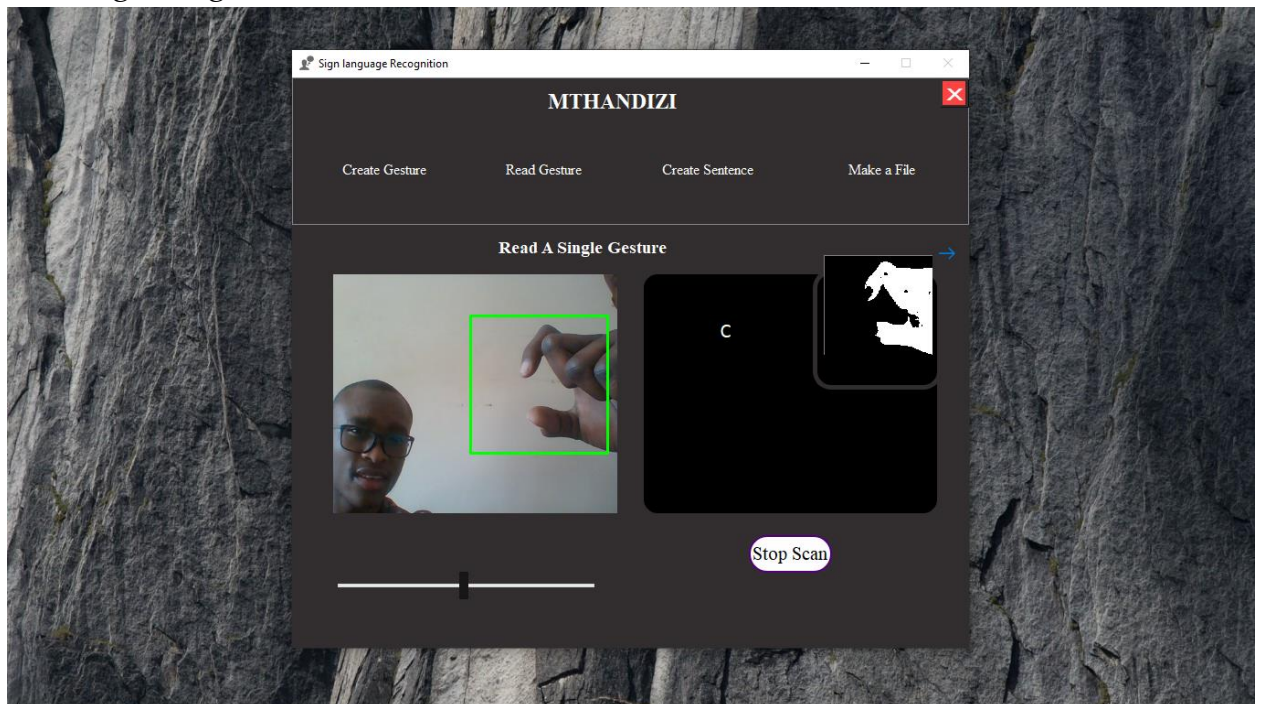 Sign language Recognition
MTHANDIZI
Create Gesture Read Gesture Create Sentence Make a File
Read A Single Gesture
C
Stop Scan